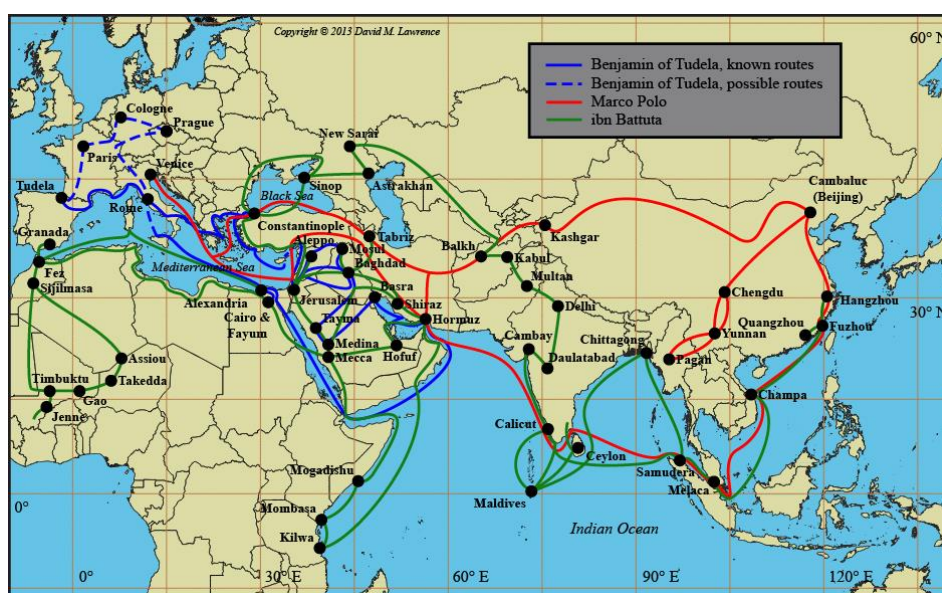 Copyright © 2013 David M. Lawrence
60° N
Benjamin of Tudela, known routes
Benjamin of Tudela, possible routes
Marco Polo
ibn Battuta
Cologne
Prague
Paris
Venice
New Sarai
Tudela
Sinop
Astrakhan
Cambaluc
(Beijing)
Rome
Black Sea
Granada
Constantinople
Tabriz
Kashgar
Aleppo
Mosul
Balkh
Kabul
Fez
Mediterranean Sea
Baghdad
Multan
Sijilmasa
Basra
Chengdu
Alexandria
Jerusalem
Shiraz
Delhi
Hangzhou
30° N
Cairo &
Fayum
Tayma
Hormuz
Quangzhou
Fuzhou
Cambay
Chittagong
Yunnan
Medina
Mecca
Hofuf
Daulatabad
Pagan
Assiou
Timbuktu
Takedda
Gao
Champa
Jenne
Calicut
Ceylon
Samudera
Mogadishu
Melaca
Maldives
0°
Mombasa
Indian Ocean
Kilwa
0°
30° E
60° E
90° E
120° E